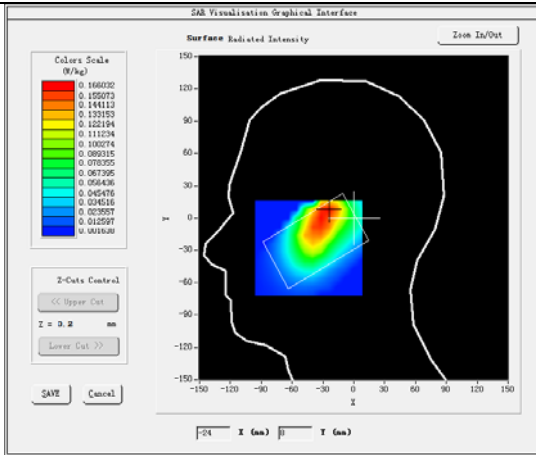 SAR Visualisation Graphical Interface
Surface Radiated Intensity
Zoom In/Out
Colors Scale
(W/kg)
0.166032
0.155073
0.144113
0.133153
0.122194
0.111234
0.100274
0.089315
0.078355
0.067395
0.056436
0.045476
0.034516
0.023557
0.012597
0.001638
Z-Cuts Control
<< Upper Cut
Z = 0.2 mm
Lower Cut >>
SAVE
Cancel
150
120
90
60
30
0
-30
-60
-90
-120
-150
Y
-150 -120 -90 -60 -30 0 30 60 90 120 150
X
-24 X (mm) 8 Y (mm)